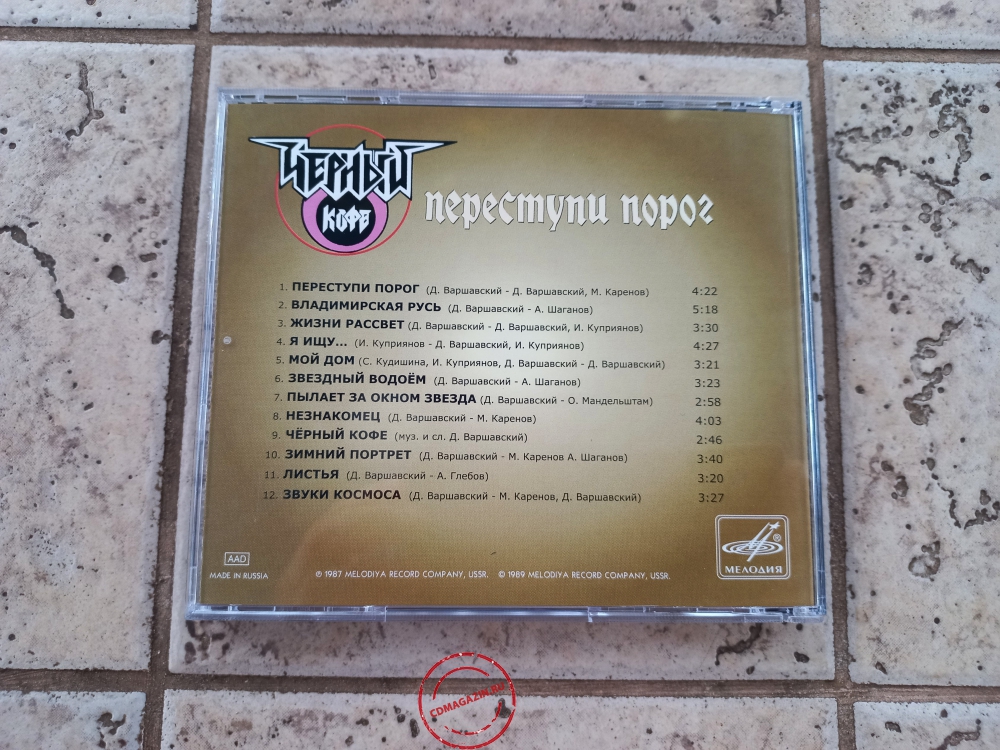 ЧЕРНЫЙ
КОФЕ
переступи порог
1. ПЕРЕСТУПИ ПОРОГ (Д. Варшавский - Д. Варшавский, М. Каренов) 4:22
2. ВЛАДИМИРСКАЯ РУСЬ (Д. Варшавский - А. Шаганов) 5:18
3. ЖИЗНИ РАССВЕТ (Д. Варшавский - Д. Варшавский, И. Куприянов) 3:30
4. Я ИЩУ... (И. Куприянов - Д. Варшавский, И. Куприянов) 4:27
5. МОЙ ДОМ (С. Кудишина, И. Куприянов, Д. Варшавский - Д. Варшавский) 3:21
6. ЗВЕЗДНЫЙ ВОДОЁМ (Д. Варшавский - А. Шаганов) 3:23
7. ПЫЛАЕТ ЗА ОКНОМ ЗВЕЗДА (Д. Варшавский - О. Мандельштам) 2:58
8. НЕЗНАКОМЕЦ (Д. Варшавский - М. Каренов) 4:03
9. ЧЁРНЫЙ КОФЕ (муз. и сл. Д. Варшавский) 2:46
10. ЗИМНИЙ ПОРТРЕТ (Д. Варшавский - М. Каренов А. Шаганов) 3:40
11. ЛИСТЬЯ (Д. Варшавский - А. Глебов) 3:20
12. ЗВУКИ КОСМОСА (Д. Варшавский - М. Каренов, Д. Варшавский) 3:27
AAD
MADE IN RUSSIA
℗ 1987 MELODIYA RECORD COMPANY, USSR. © 1989 MELODIYA RECORD COMPANY, USSR.
®
МЕЛОДИЯ
CDMAGAZIN.RU